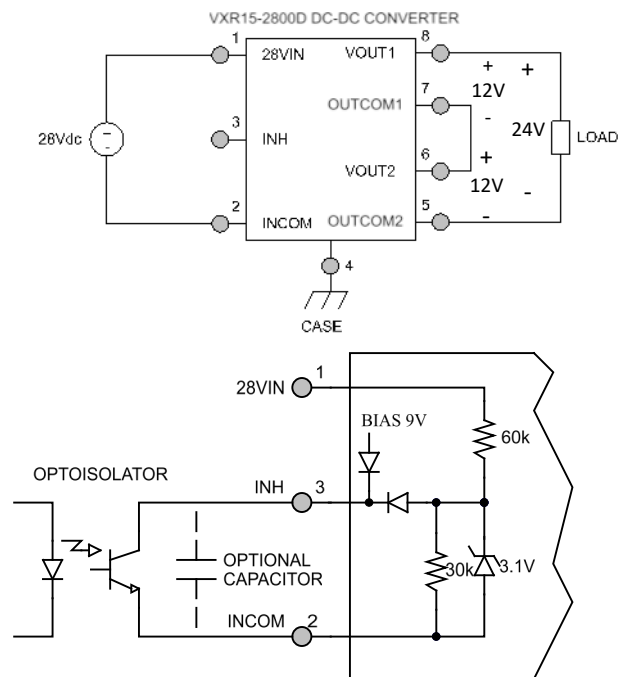 VXR15-2800D DC-DC CONVERTER
1
28VIN
VOUT1
8
+
+
12V
7
OUTCOM1
-
3
INH
28Vdc
24V
LOAD
VOUT2
6
+
12V
-
2
INCOM
OUTCOM2
5
-
4
CASE
28VIN
1
BIAS 9V
60k
OPTOISOLATOR
INH
3
OPTIONAL
CAPACITOR
30k
3.1V
INCOM
2